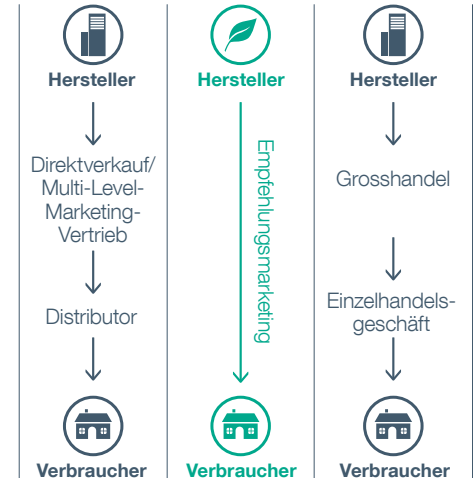 Hersteller
Direktverkauf/
Multi-Level-
Marketing-
Vertrieb
Distributor
Verbraucher
Hersteller
Empfehlungsmarketing
Verbraucher
Hersteller
Grosshandel
Einzelhandels-
geschäft
Verbraucher